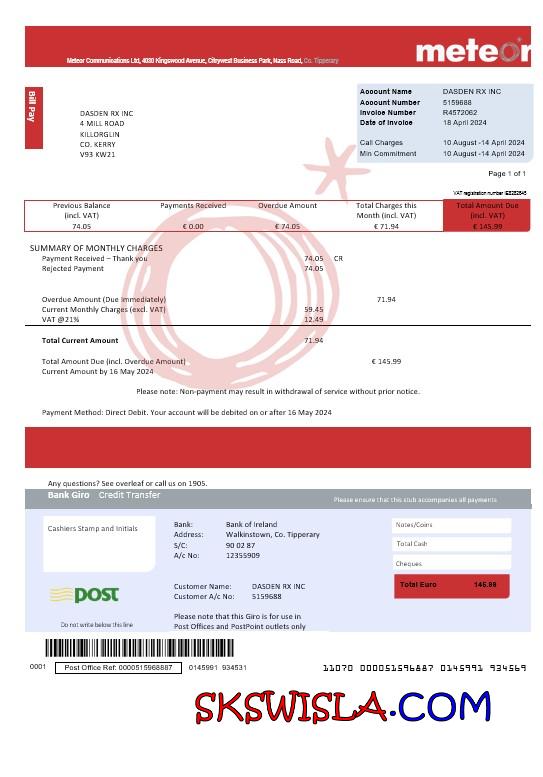 meteor
Meteor Communications Ltd, 4030 Kingswood Avenue, Citywest Business Park, Nass Road, Co. Tipperary
Bill Pay
DASDEN RX INC
4 MILL ROAD
KILLORGLIN
CO. KERRY
V93 KW21
Account Name DASDEN RX INC
Account Number 5159688
Invoice Number R4572062
Date of Invoice 18 April 2024
Call Charges 10 August -14 April 2024
Min Commitment 10 August -14 April 2024
Page 1 of 1
VAT registration number IE8252645
Previous Balance Payments Received Overdue Amount Total Charges this Total Amount Due
(incl. VAT) Month (incl. VAT) (incl. VAT)
74.05 € 0.00 € 74.05 € 71.94 € 145.99
SUMMARY OF MONTHLY CHARGES
Payment Received – Thank you 74.05 CR
Rejected Payment 74.05
Overdue Amount (Due Immediately) 71.94
Current Monthly Charges (excl. VAT) 59.45
VAT @21% 12.49
Total Current Amount 71.94
Total Amount Due (incl. Overdue Amount) € 145.99
Current Amount by 16 May 2024
Please note: Non-payment may result in withdrawal of service without prior notice.
Payment Method: Direct Debit. Your account will be debited on or after 16 May 2024
Any questions? See overleaf or call us on 1905.
Bank Giro Credit Transfer Please ensure that this stub accompanies all payments
Cashiers Stamp and Initials
Bank: Bank of Ireland
Address: Walkinstown, Co. Tipperary
S/C: 90 02 87
A/c No: 12355909
Notes/Coins
Total Cash
Cheques
Total Euro 145.99
post
Customer Name: DASDEN RX INC
Customer A/c No: 5159688
Please note that this Giro is for use in
Post Offices and PostPoint outlets only
Do not write below this line
0001 Post Office Ref: 0000515968887 0145991 934531
11070 000051596887 0145991 934569
SKSWISLA.COM